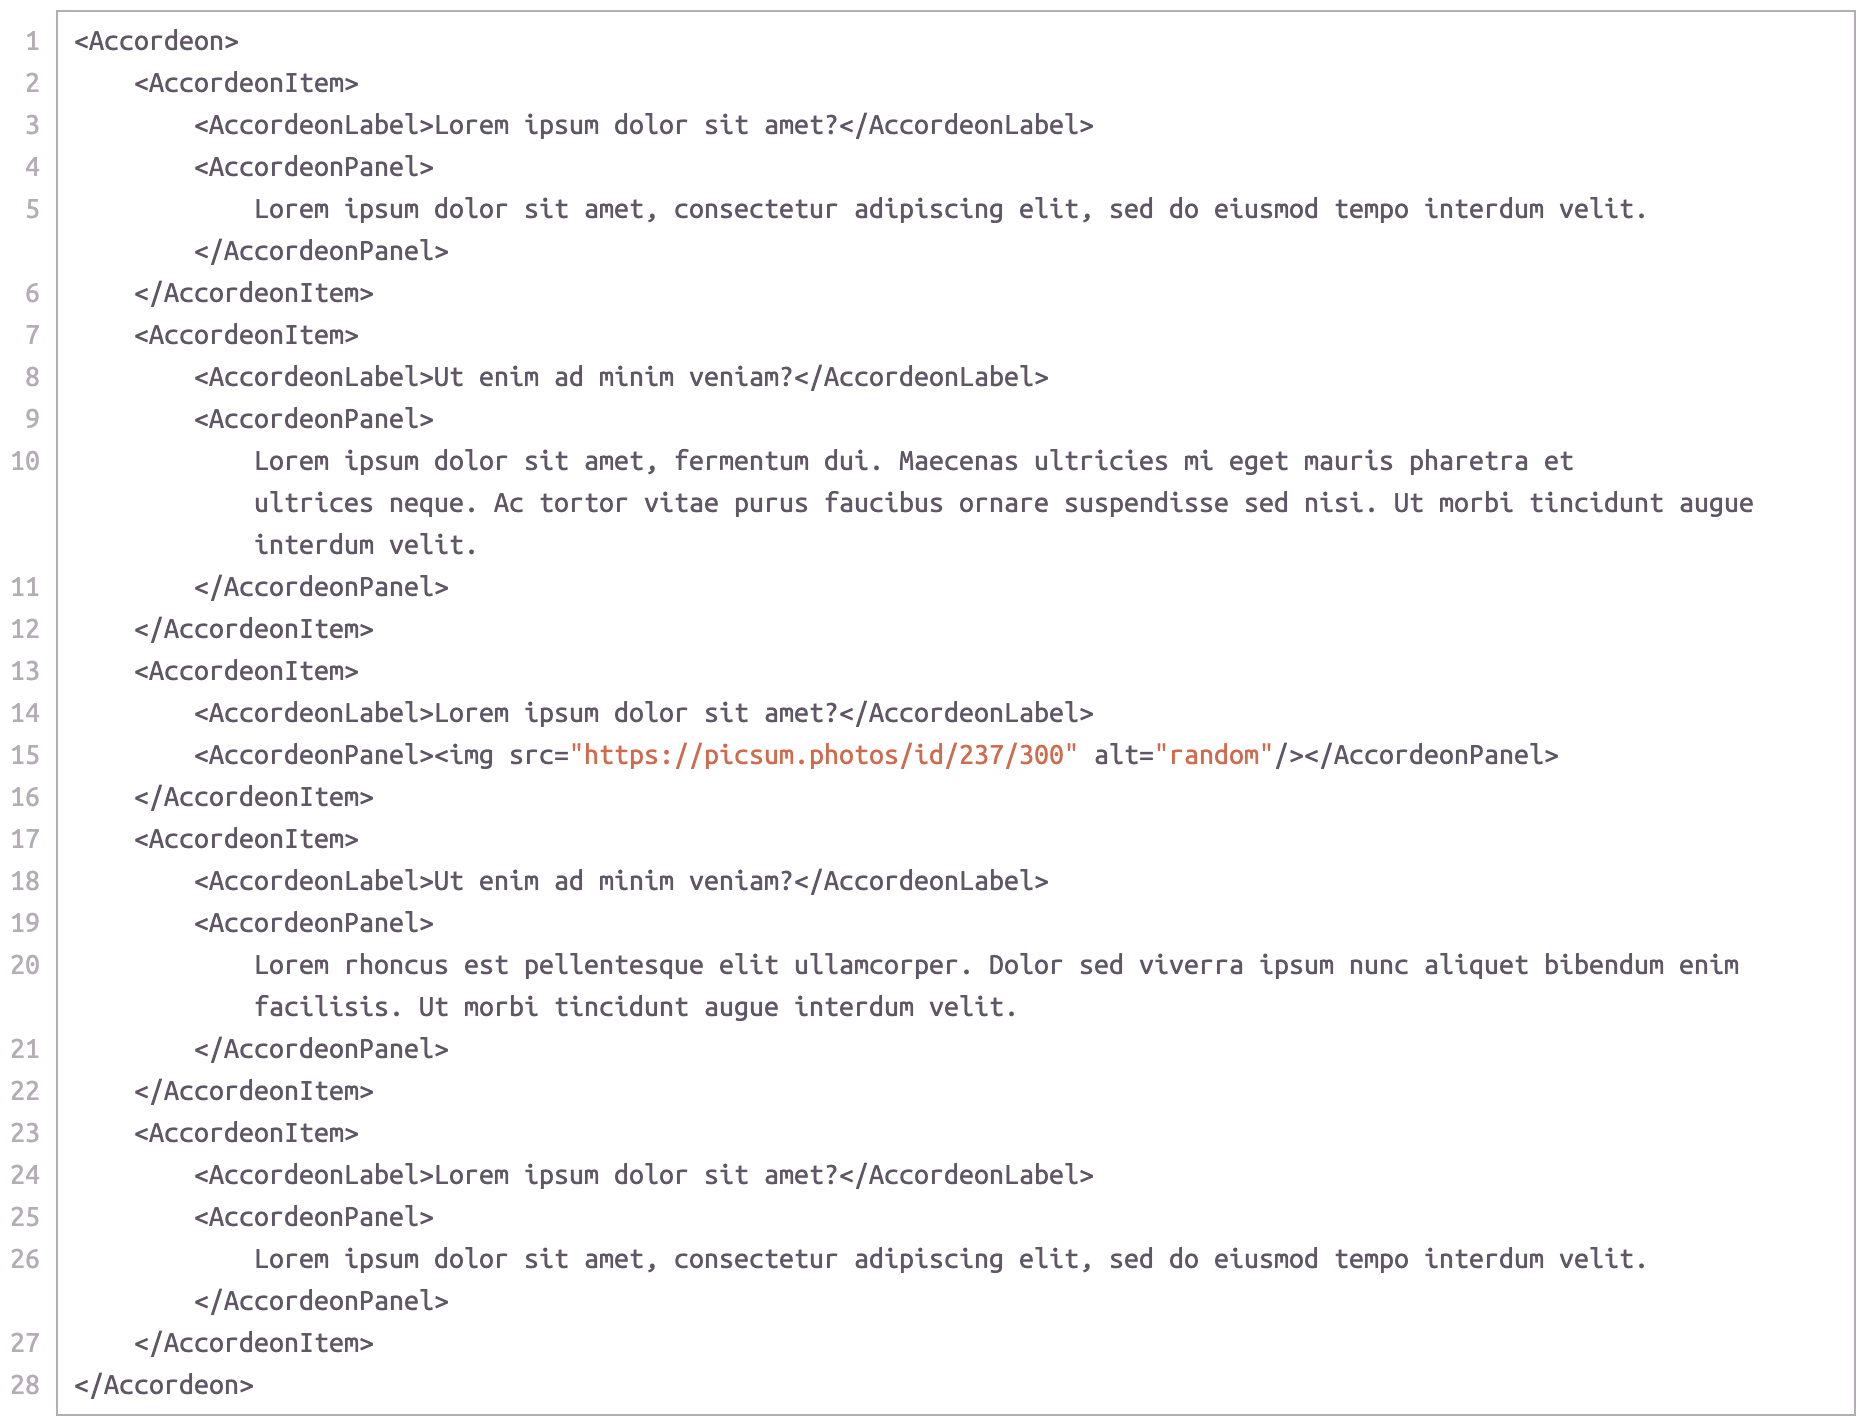 1 <Accordeon>
2 <AccordeonItem>
3 <AccordeonLabel>Lorem ipsum dolor sit amet?</AccordeonLabel>
4 <AccordeonPanel>
5 Lorem ipsum dolor sit amet, consectetur adipiscing elit, sed do eiusmod tempo interdum velit.
</AccordeonPanel>
6 </AccordeonItem>
7 <AccordeonItem>
8 <AccordeonLabel>Ut enim ad minim veniam?</AccordeonLabel>
9 <AccordeonPanel>
10 Lorem ipsum dolor sit amet, fermentum dui. Maecenas ultricies mi eget mauris pharetra et
ultrices neque. Ac tortor vitae purus faucibus ornare suspendisse sed nisi. Ut morbi tincidunt augue
interdum velit.
11 </AccordeonPanel>
12 </AccordeonItem>
13 <AccordeonItem>
14 <AccordeonLabel>Lorem ipsum dolor sit amet?</AccordeonLabel>
15 <AccordeonPanel><img src="https://picsum.photos/id/237/300" alt="random"/></AccordeonPanel>
16 </AccordeonItem>
17 <AccordeonItem>
18 <AccordeonLabel>Ut enim ad minim veniam?</AccordeonLabel>
19 <AccordeonPanel>
20 Lorem rhoncus est pellentesque elit ullamcorper. Dolor sed viverra ipsum nunc aliquet bibendum enim
facilisis. Ut morbi tincidunt augue interdum velit.
21 </AccordeonPanel>
22 </AccordeonItem>
23 <AccordeonItem>
24 <AccordeonLabel>Lorem ipsum dolor sit amet?</AccordeonLabel>
25 <AccordeonPanel>
26 Lorem ipsum dolor sit amet, consectetur adipiscing elit, sed do eiusmod tempo interdum velit.
</AccordeonPanel>
27 </AccordeonItem>
28 </Accordeon>